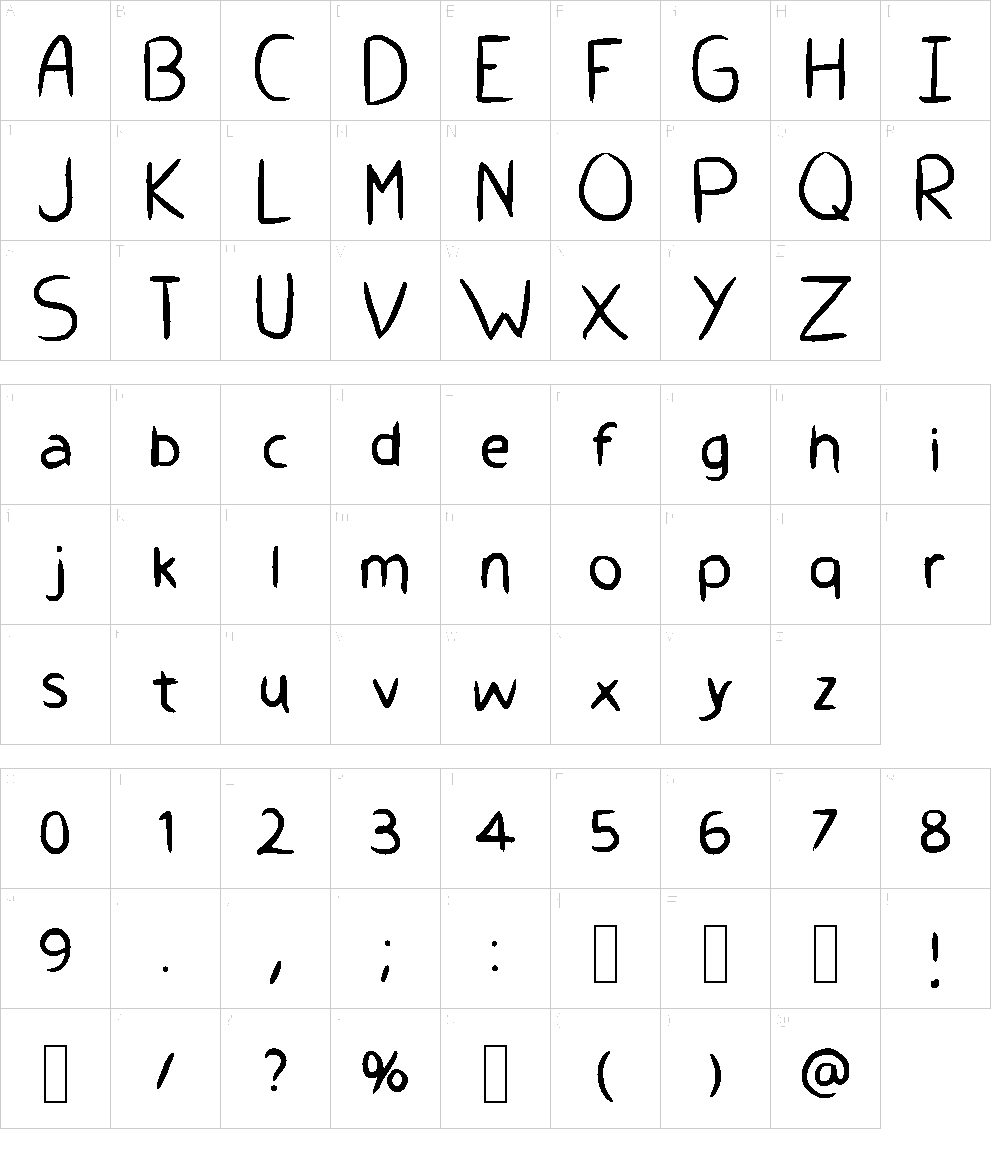 A B C D E F G H I
J K L M N O P Q R
S T U V W X Y Z
a b c d e f g h i
j k l m n o p q r
s t u v w x y z
0 1 2 3 4 5 6 7 8
9 . , ; : !
/ ? % ( ) @